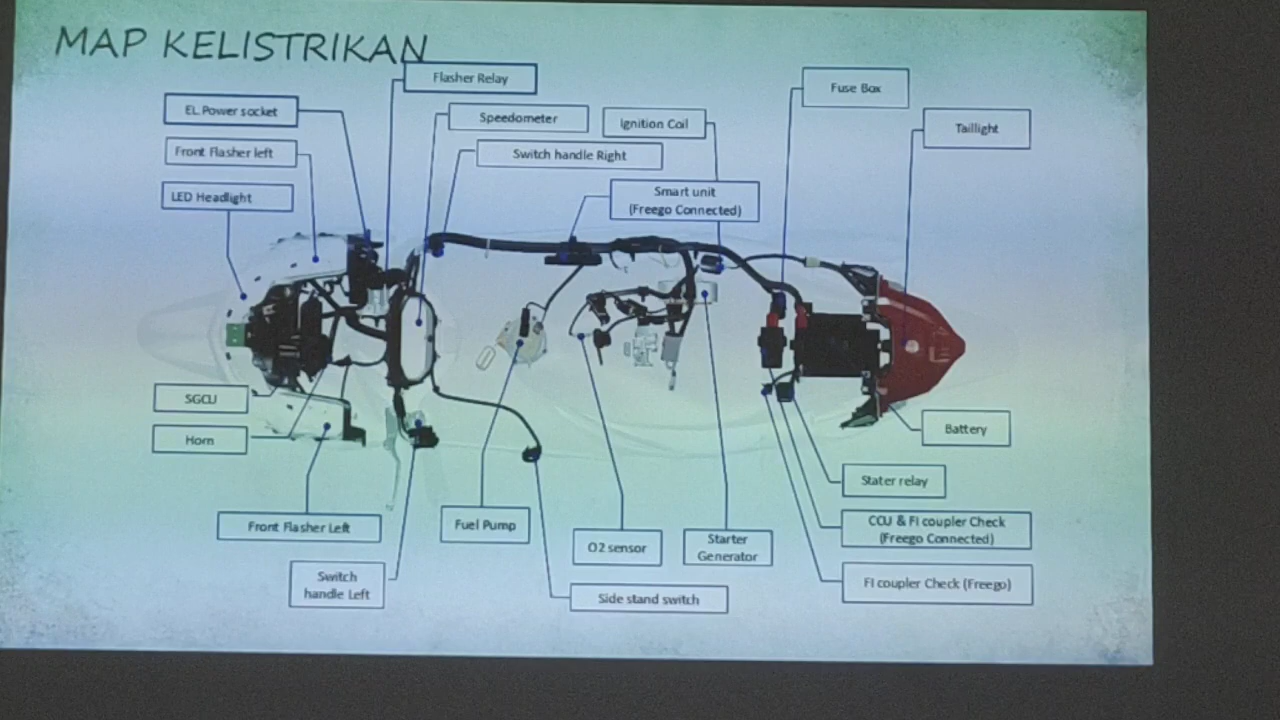 MAP KELISTRIKAN
Flasher Relay
Fuse Box
EL Power socket
Speedometer
Ignition Coil
Taillight
Front Flasher left
Switch handle Right
LED Headlight
Smart unit
(Freego Connected)
SGCU
Horn
Battery
Stater relay
Front Flasher Left
Fuel Pump
CCU & FI coupler Check
(Freego Connected)
O2 sensor
Starter
Generator
Switch
handle Left
FI coupler Check (Freego)
Side stand switch